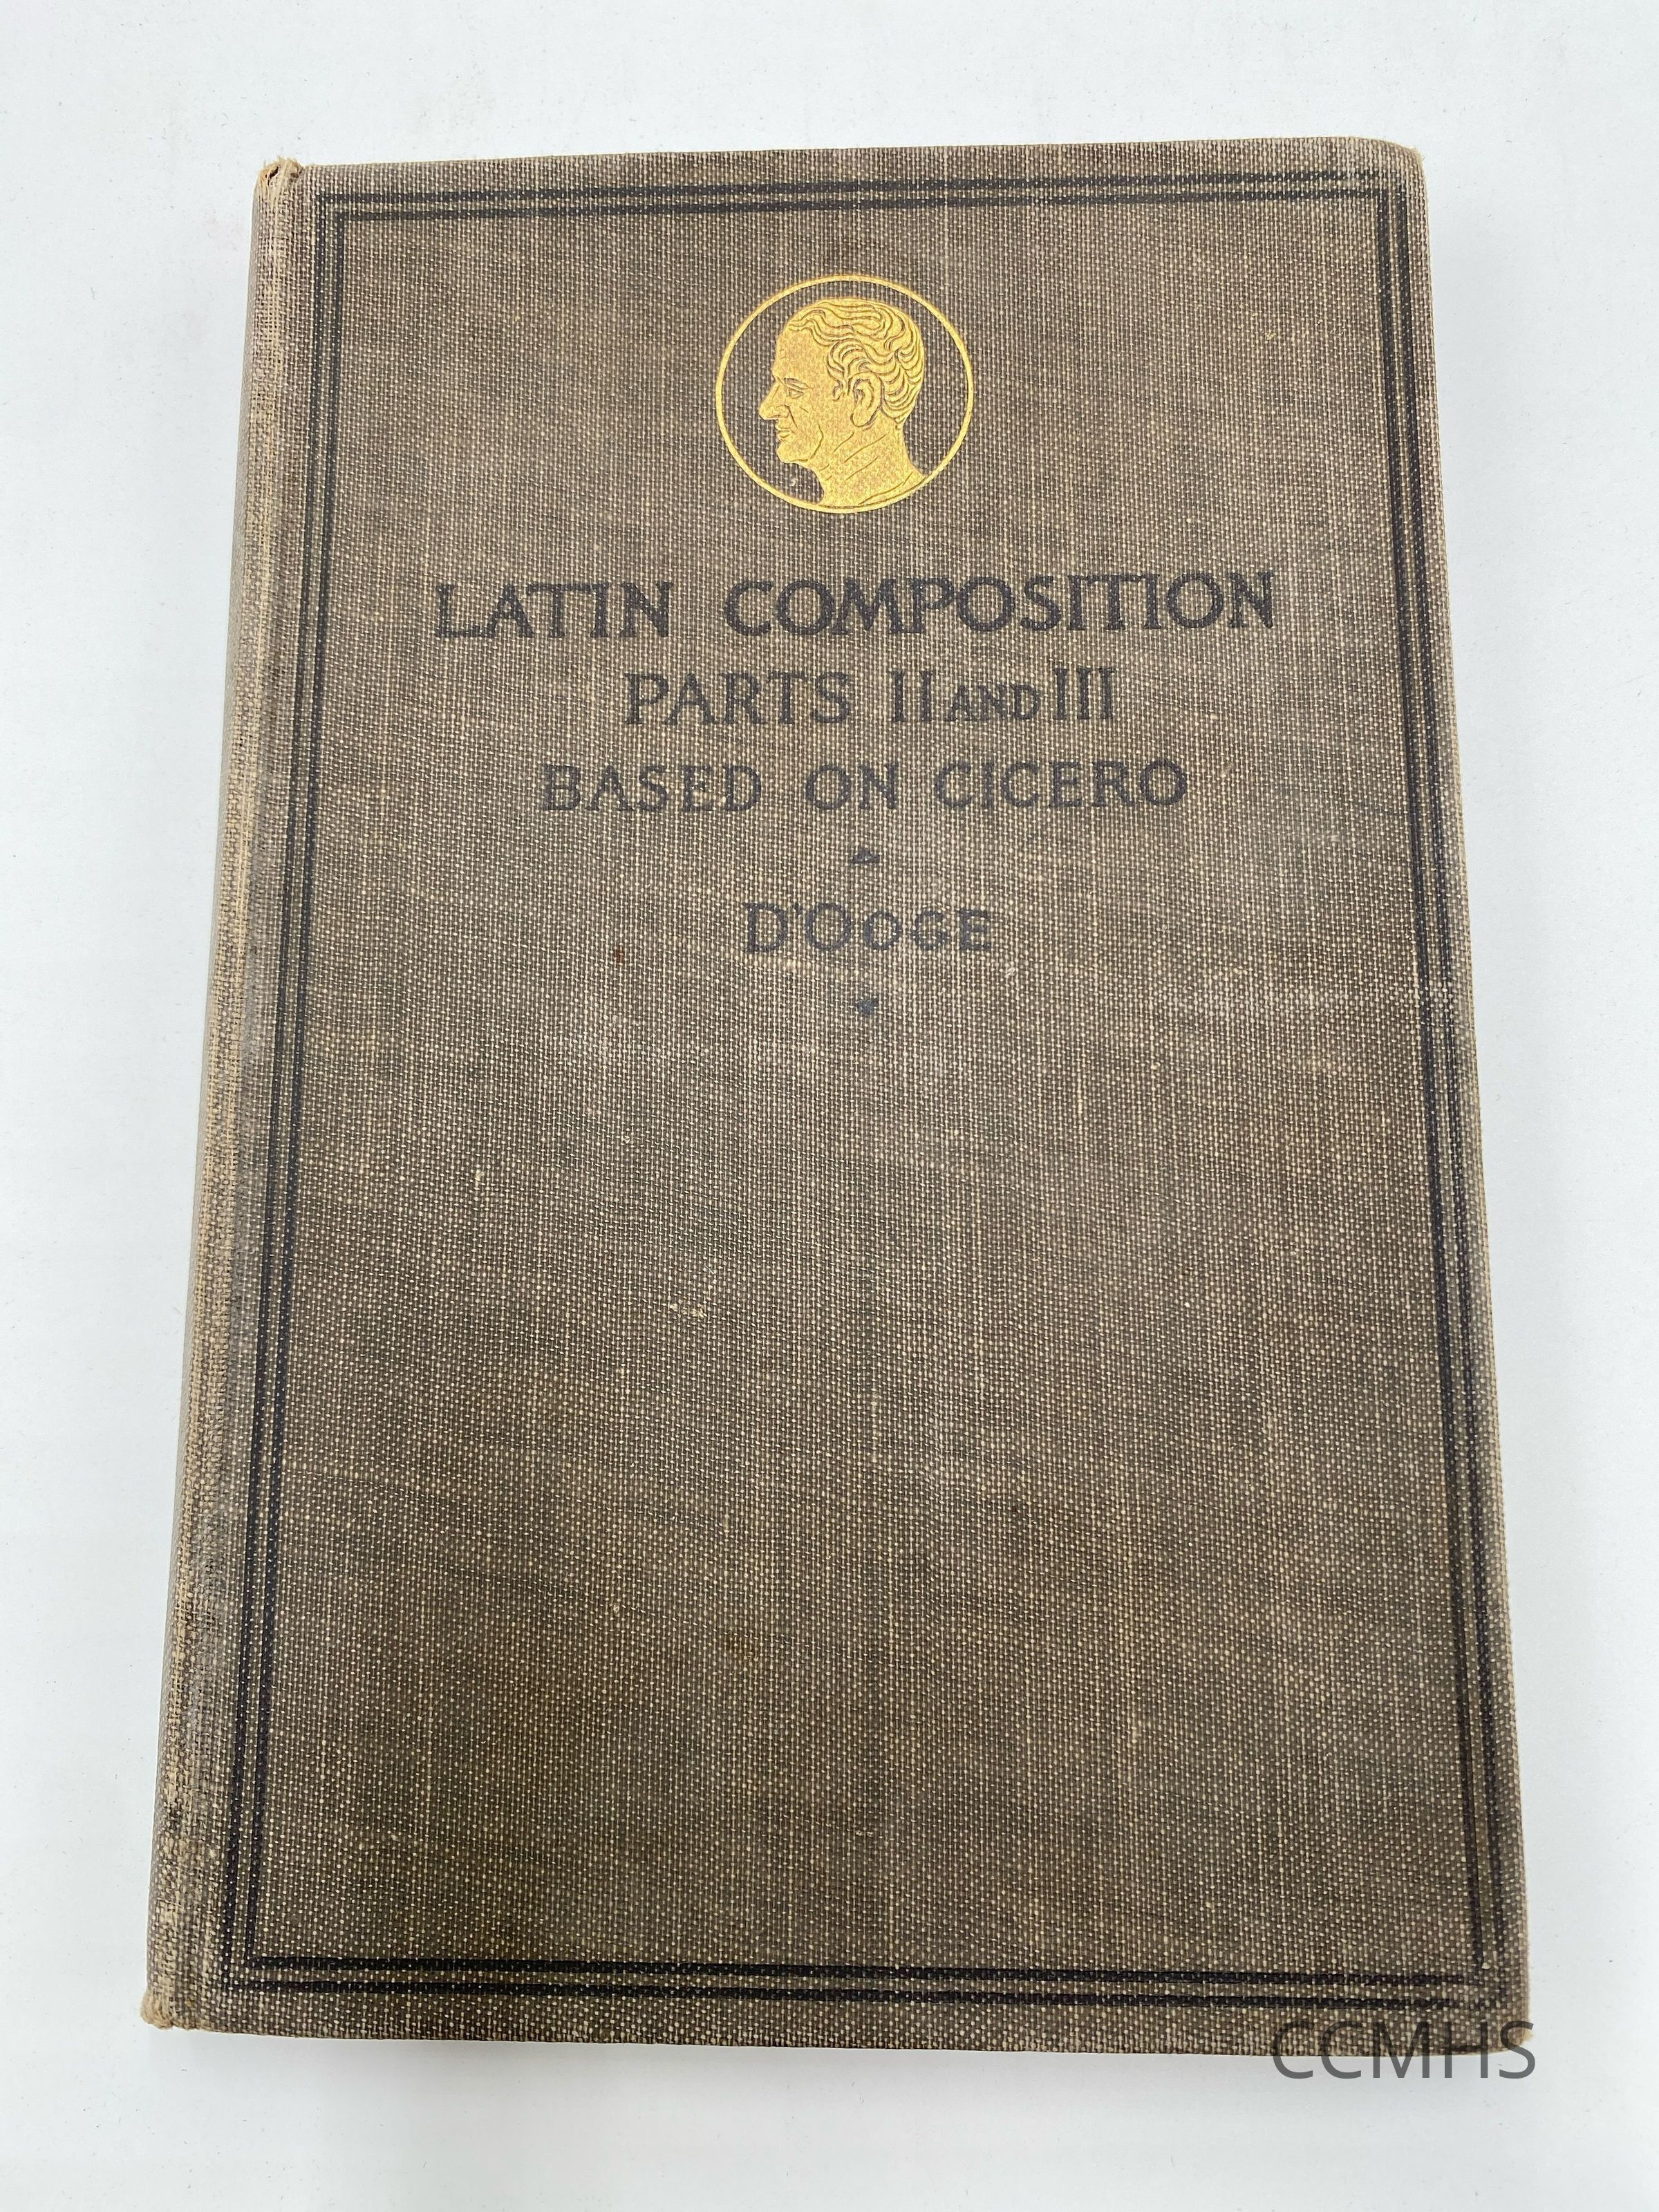 LATIN COMPOSITION
PARTS II AND III
BASED ON CICERO
D'OOGE
CCMHS